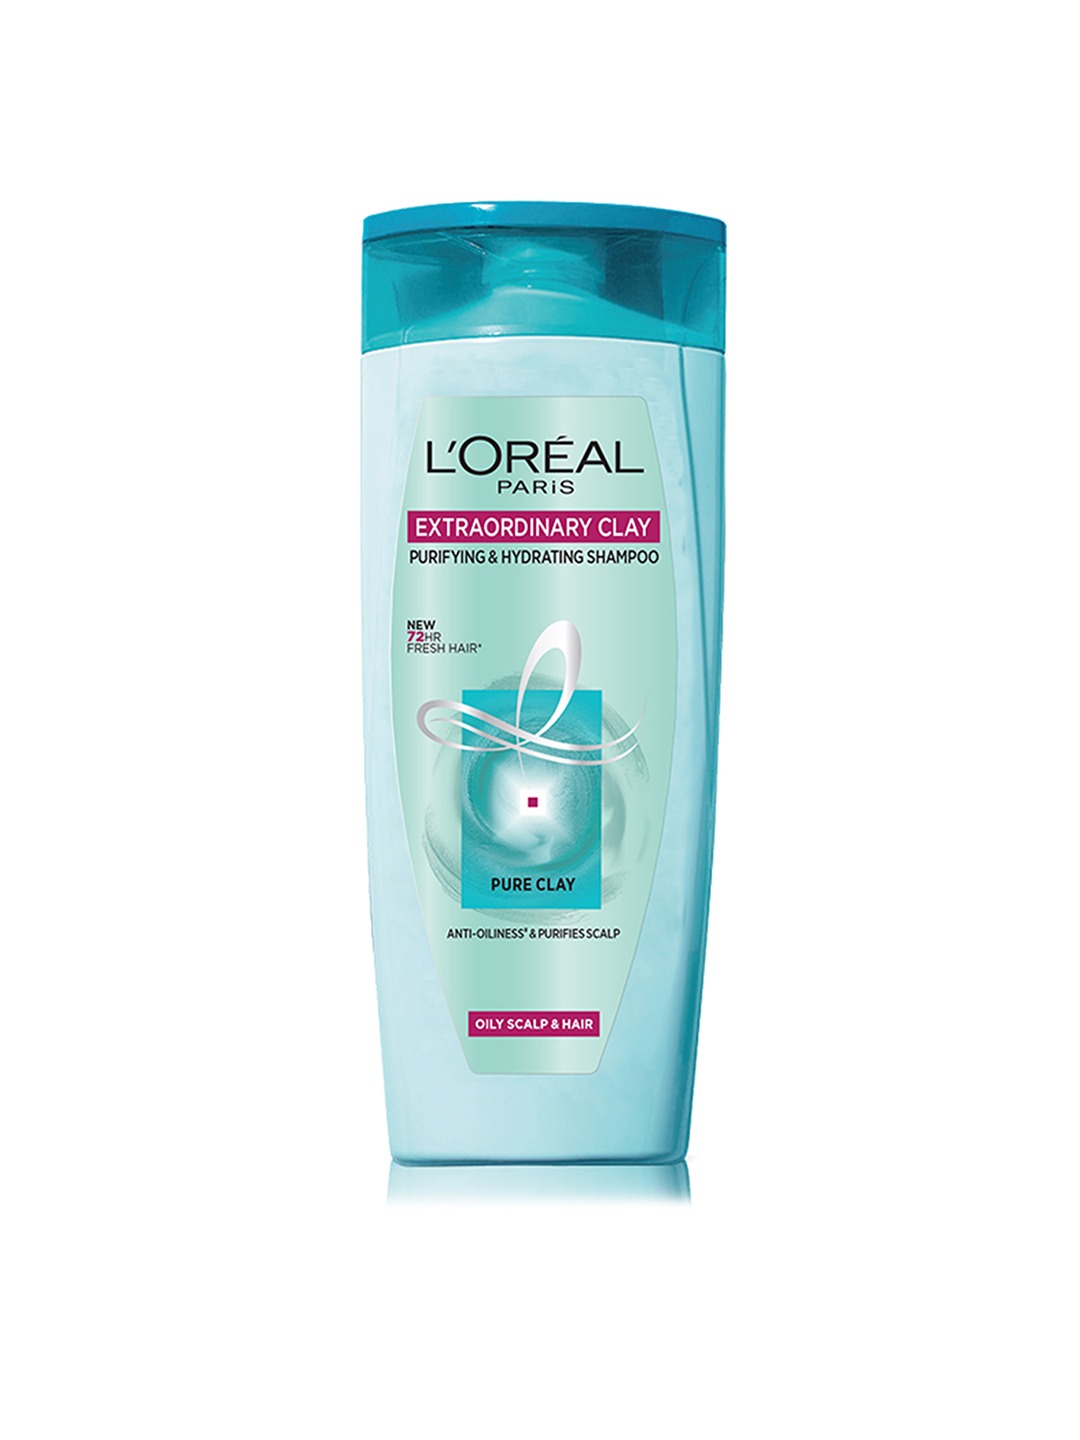 L'ORÉAL
PARiS
EXTRAORDINARY CLAY
PURIFYING & HYDRATING SHAMPOO
NEW
72HR
FRESH HAIR*
PURE CLAY
ANTI-OILINESS* & PURIFIES SCALP
OILY SCALP & HAIR